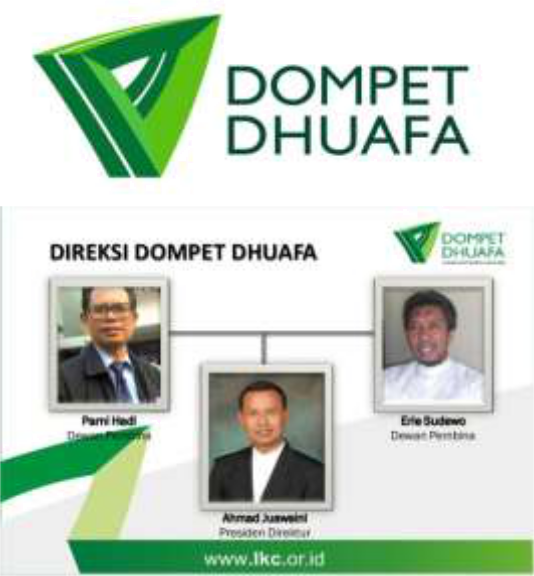 DOMPET
DHUAFA
DIREKSI DOMPET DHUAFA
DOMPET
DHUAFA
Parni Hadi
Dewan Pembina
Erie Sudewo
Dewan Pembina
Ahmad Juwaini
Presiden Direktur
www.lkc.or.id